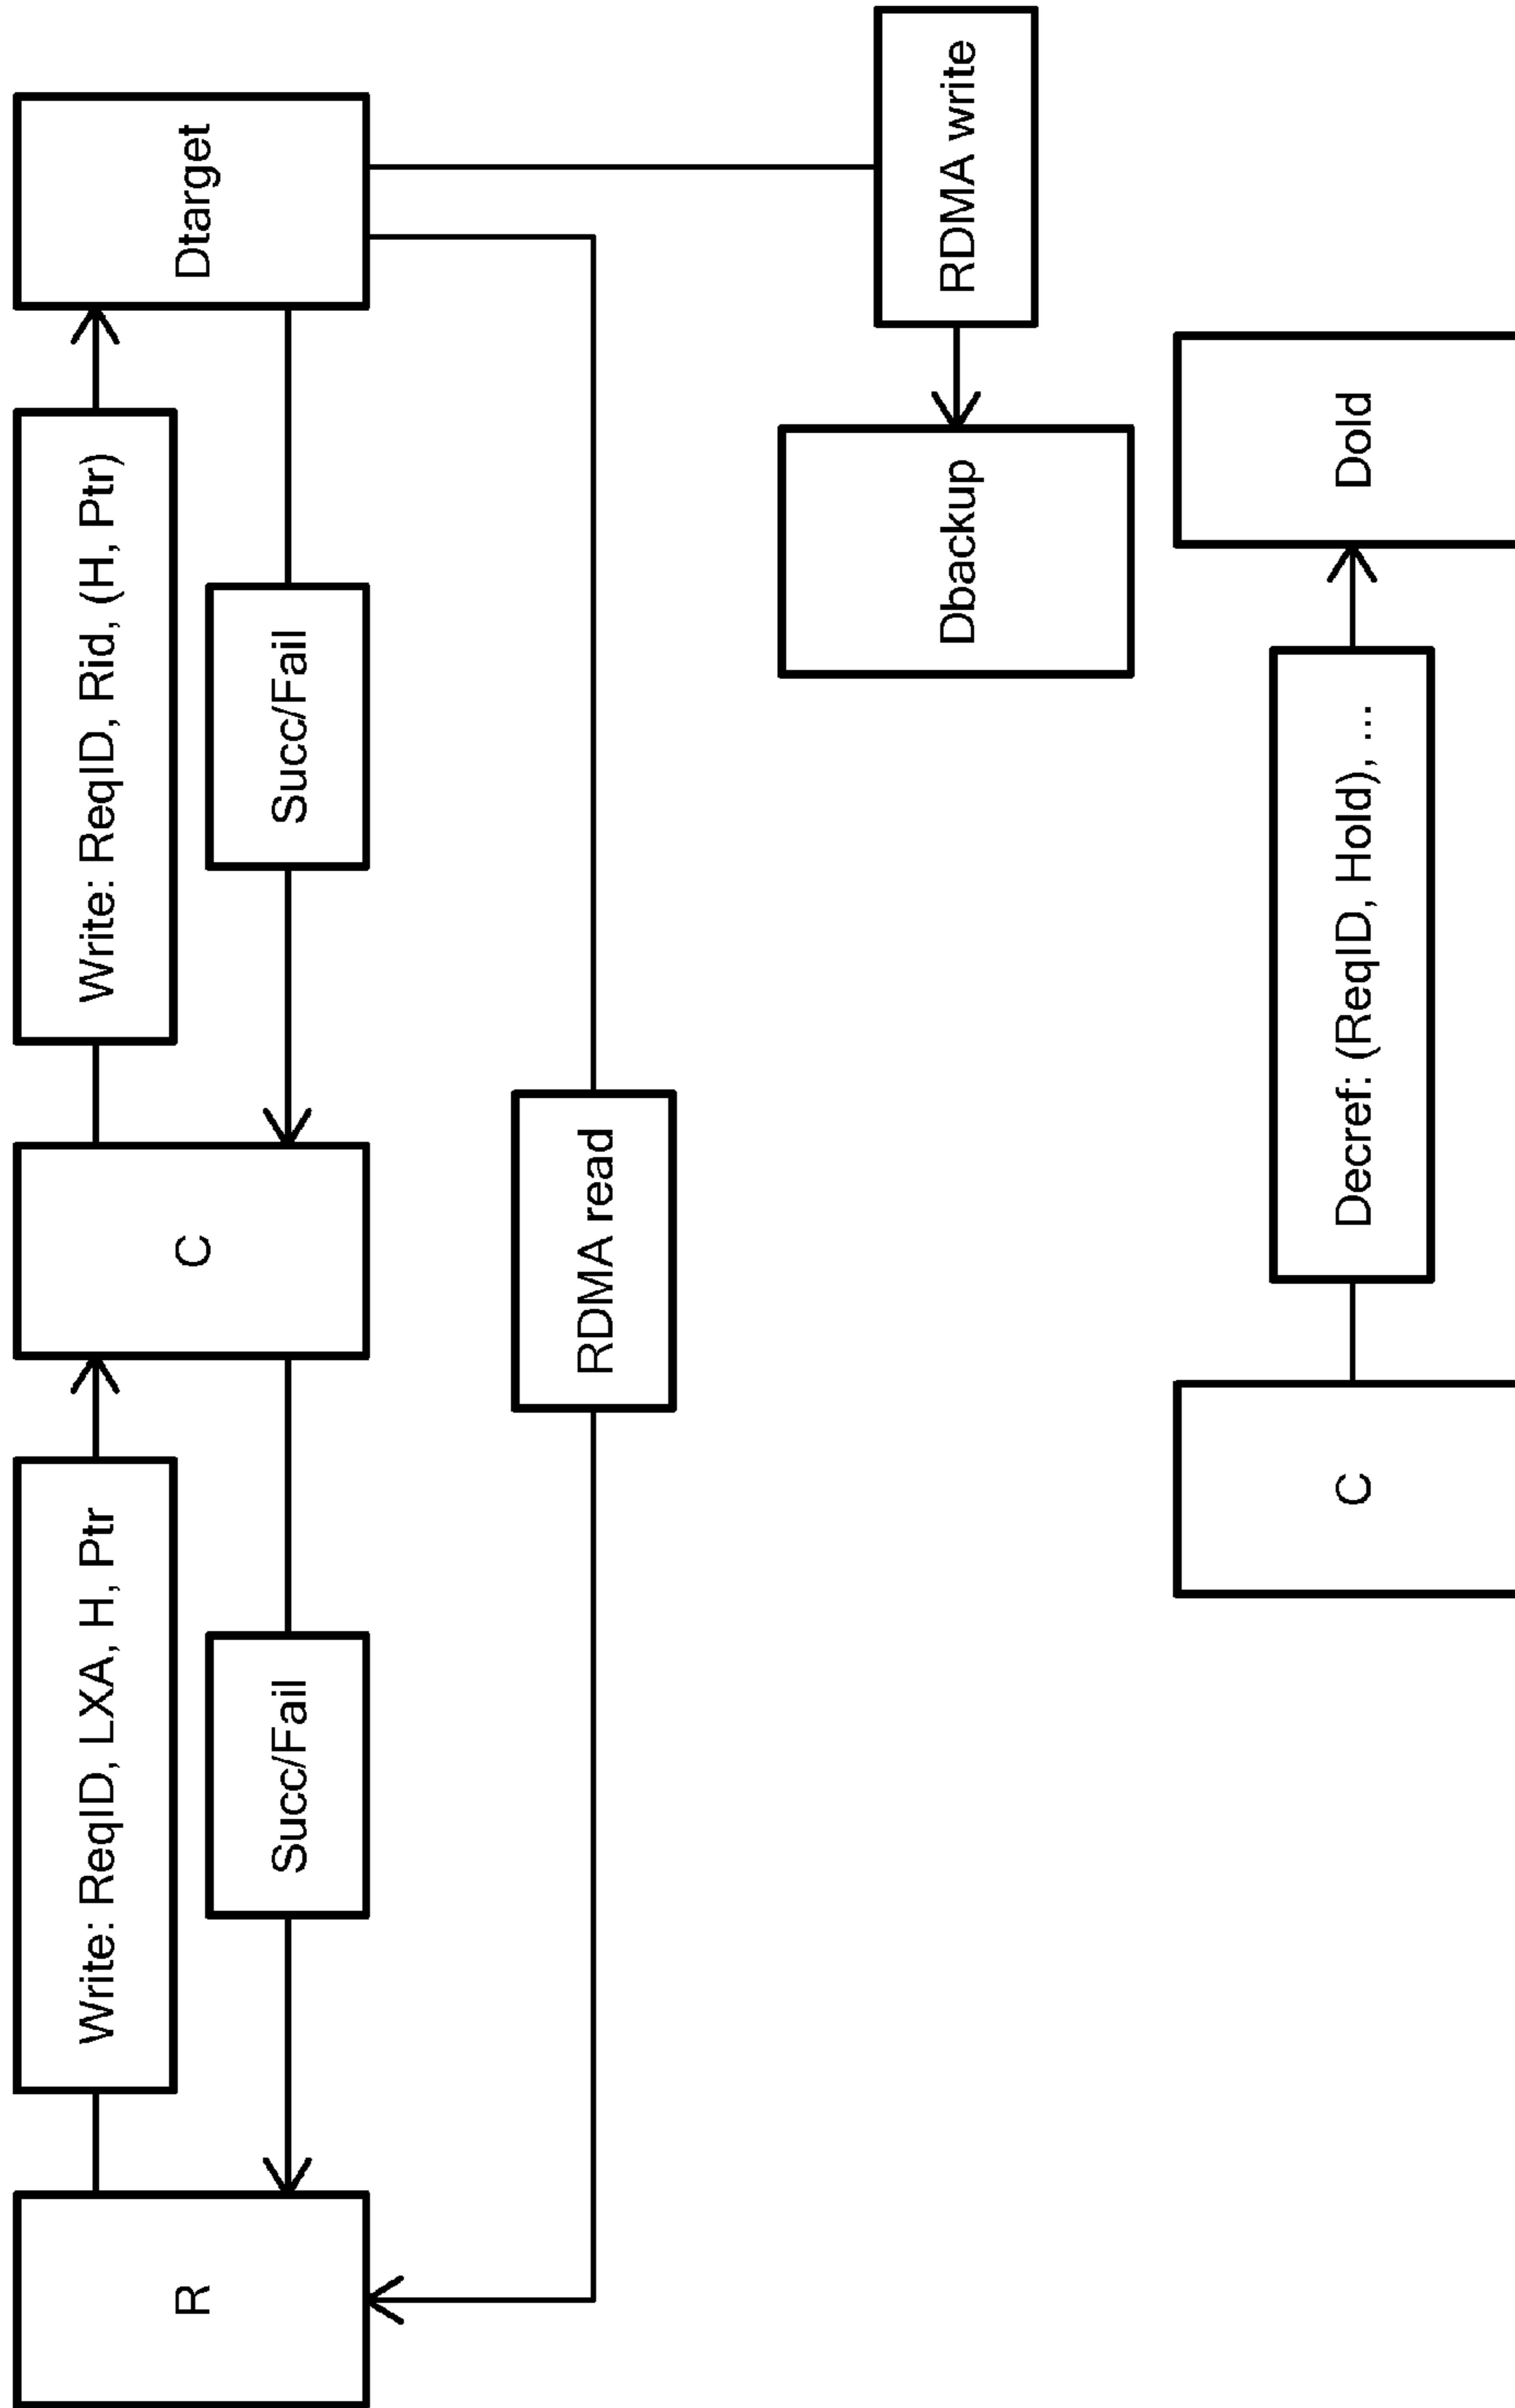 R
Write: ReqID, LXA, H, Ptr
Succ/Fail
C
Write: ReqID, Rid, (H, Ptr)
Succ/Fail
Dtarget
RDMA read
RDMA write
Dbackup
C
Decref: (ReqID, Hold), ...
Dold